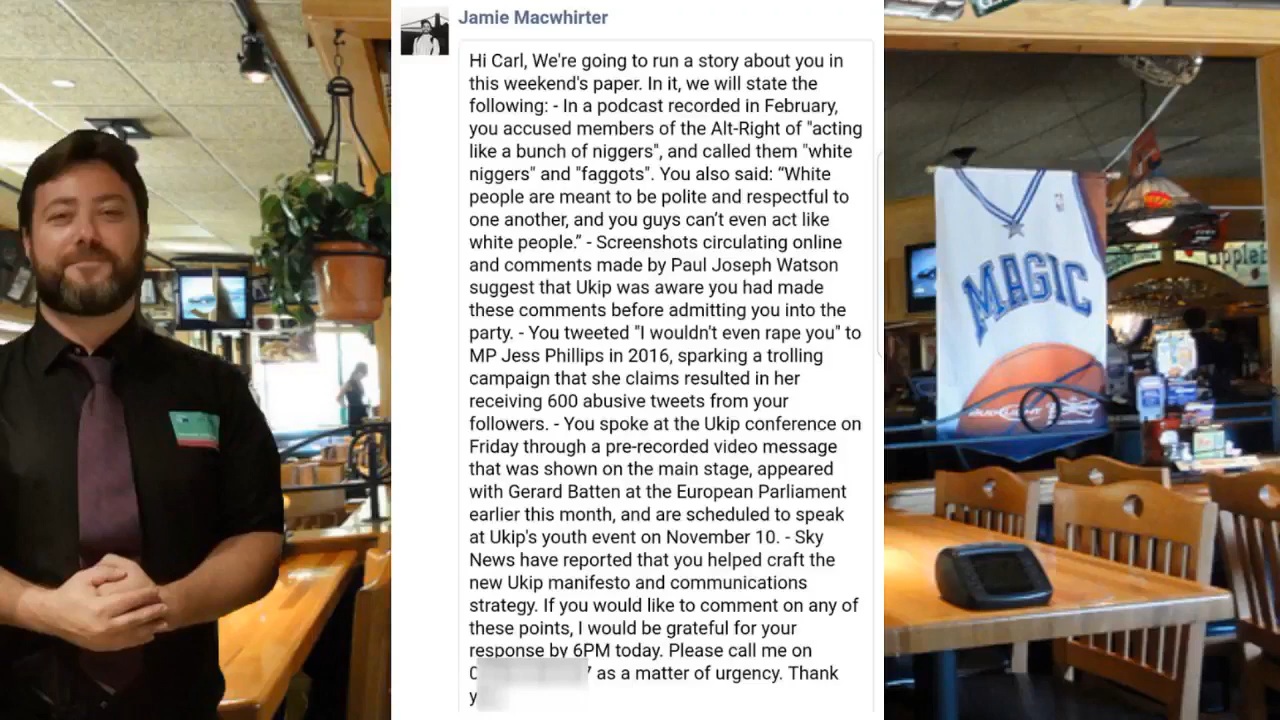 Jamie Macwhirter
Hi Carl, We're going to run a story about you in
this weekend's paper. In it, we will state the
following: - In a podcast recorded in February,
you accused members of the Alt-Right of "acting
like a bunch of niggers", and called them "white
niggers" and "faggots". You also said: “White
people are meant to be polite and respectful to
one another, and you guys can’t even act like
white people.” - Screenshots circulating online
and comments made by Paul Joseph Watson
suggest that Ukip was aware you had made
these comments before admitting you into the
party. - You tweeted "I wouldn't even rape you" to
MP Jess Phillips in 2016, sparking a trolling
campaign that she claims resulted in her
receiving 600 abusive tweets from your
followers. - You spoke at the Ukip conference on
Friday through a pre-recorded video message
that was shown on the main stage, appeared
with Gerard Batten at the European Parliament
earlier this month, and are scheduled to speak
at Ukip's youth event on November 10. - Sky
News have reported that you helped craft the
new Ukip manifesto and communications
strategy. If you would like to comment on any of
these points, I would be grateful for your
response by 6PM today. Please call me on
0 7 as a matter of urgency. Thank
y
MAGIC